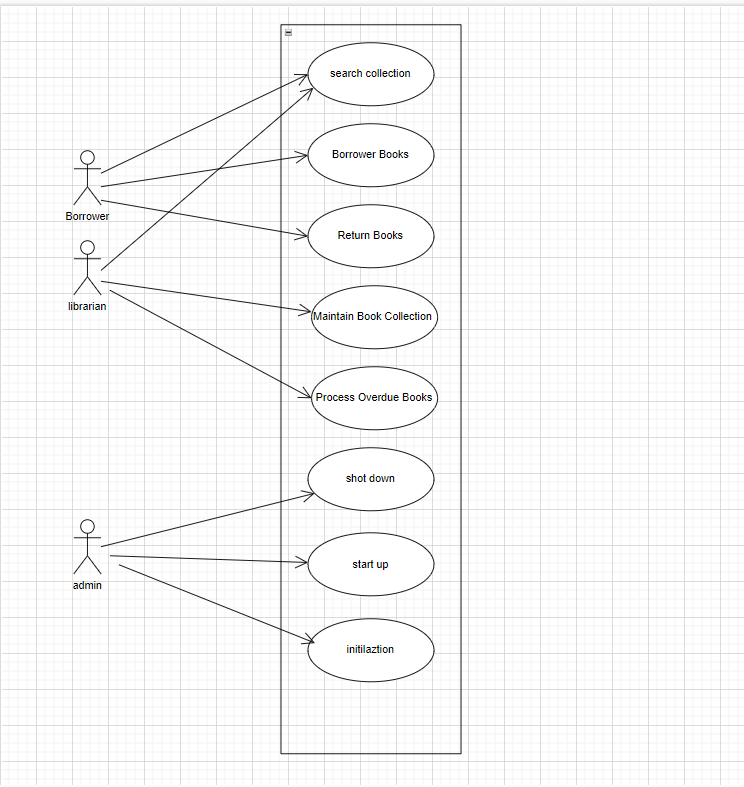 search collection
Borrower Books
Borrower
Return Books
librarian
Maintain Book Collection
Process Overdue Books
shot down
start up
admin
initilaztion